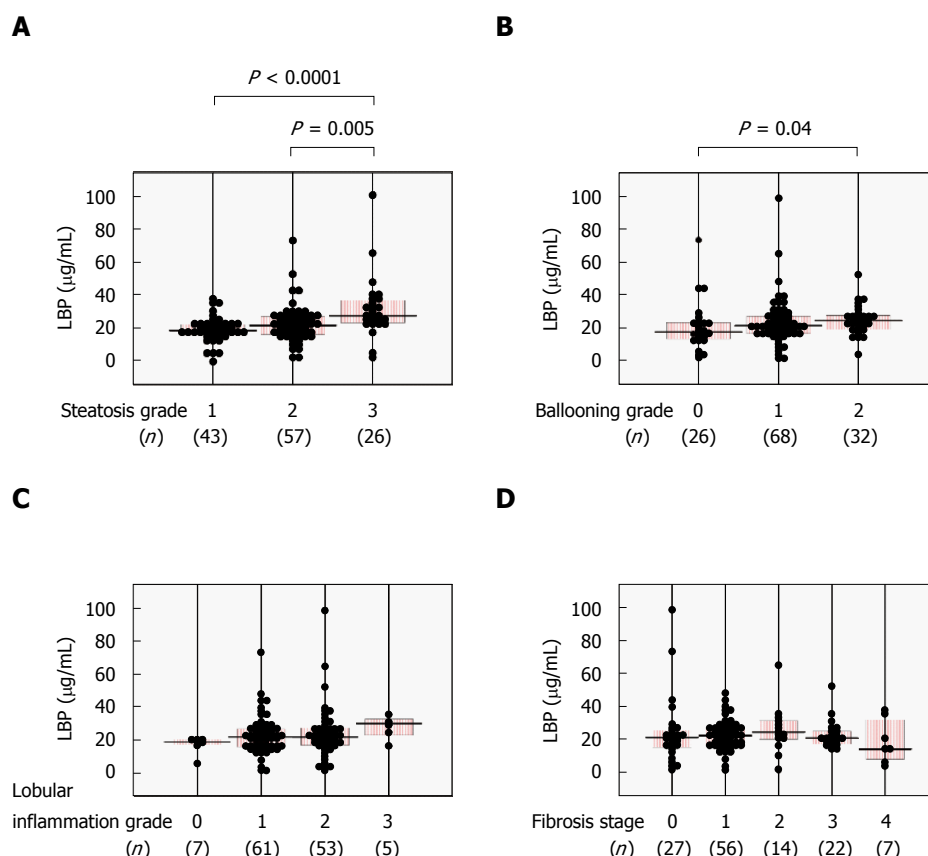 A
P < 0.0001
P = 0.005
LBP (μg/mL)
100
80
60
40
20
0
Steatosis grade 1 2 3
(n) (43) (57) (26)
B
P = 0.04
LBP (μg/mL)
100
80
60
40
20
0
Ballooning grade 0 1 2
(n) (26) (68) (32)
C
LBP (μg/mL)
100
80
60
40
20
0
Lobular
inflammation grade 0 1 2 3
(n) (7) (61) (53) (5)
D
LBP (μg/mL)
100
80
60
40
20
0
Fibrosis stage 0 1 2 3 4
(n) (27) (56) (14) (22) (7)